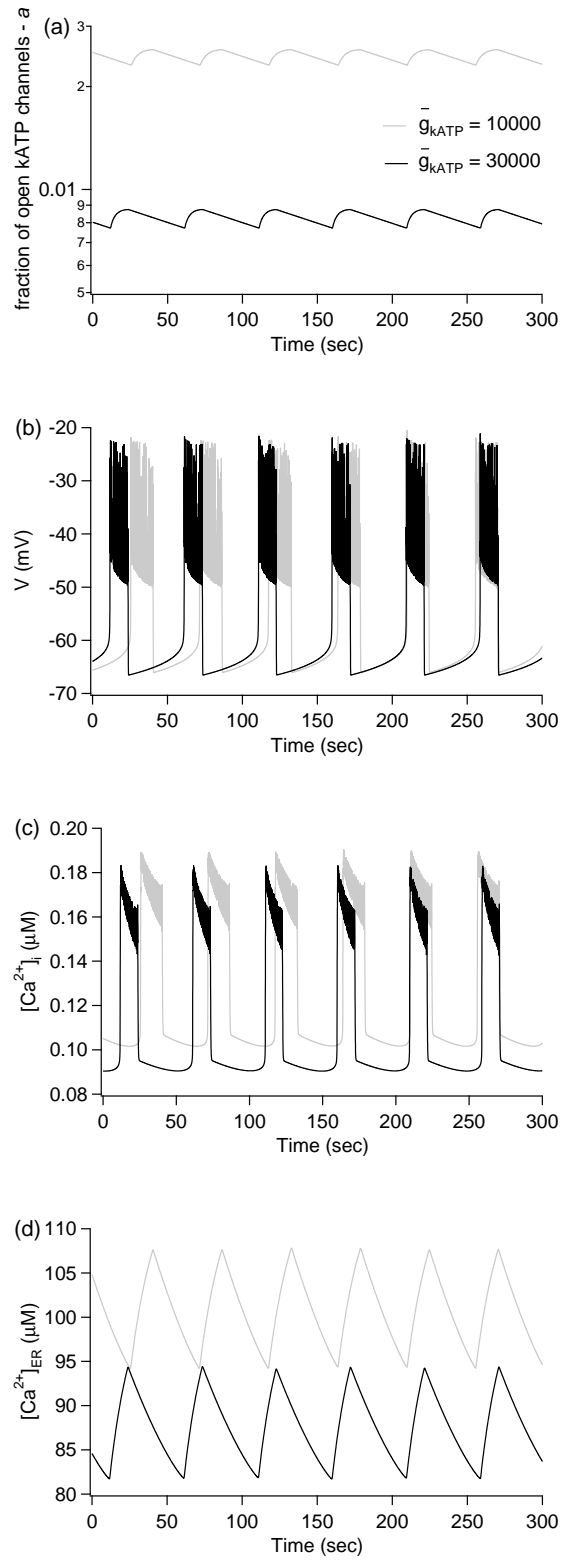 (a)
fraction of open kATP channels - a
3
2
0.01
9
8
7
6
5
g̅kATP = 10000
g̅kATP = 30000
0 50 100 150 200 250 300
Time (sec)
(b)
V (mV)
-20
-30
-40
-50
-60
-70
0 50 100 150 200 250 300
Time (sec)
(c)
[Ca2+]i (μM)
0.20
0.18
0.16
0.14
0.12
0.10
0.08
0 50 100 150 200 250 300
Time (sec)
(d)
[Ca2+]ER (μM)
110
105
100
95
90
85
80
0 50 100 150 200 250 300
Time (sec)